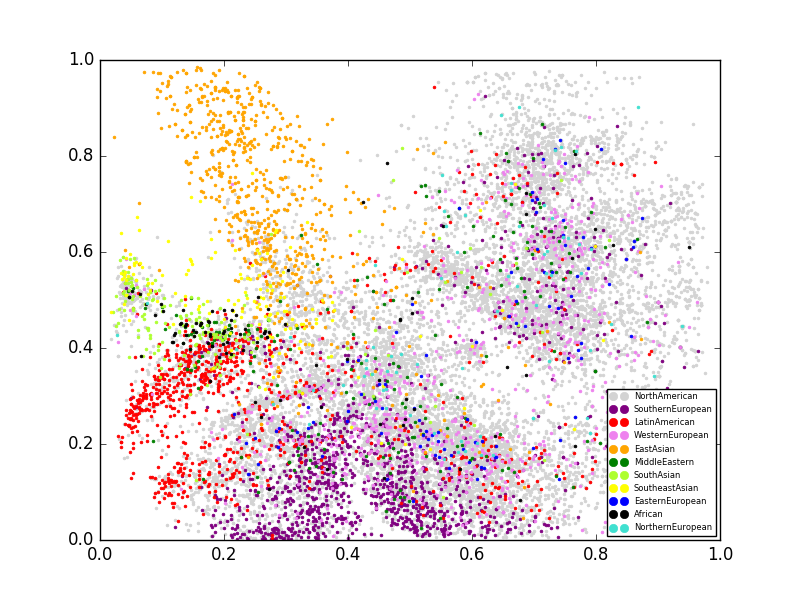 1.0
0.8
0.6
0.4
0.2
0.0
0.0 0.2 0.4 0.6 0.8 1.0
NorthAmerican
SouthernEuropean
LatinAmerican
WesternEuropean
EastAsian
MiddleEastern
SouthAsian
SoutheastAsian
EasternEuropean
African
NorthernEuropean